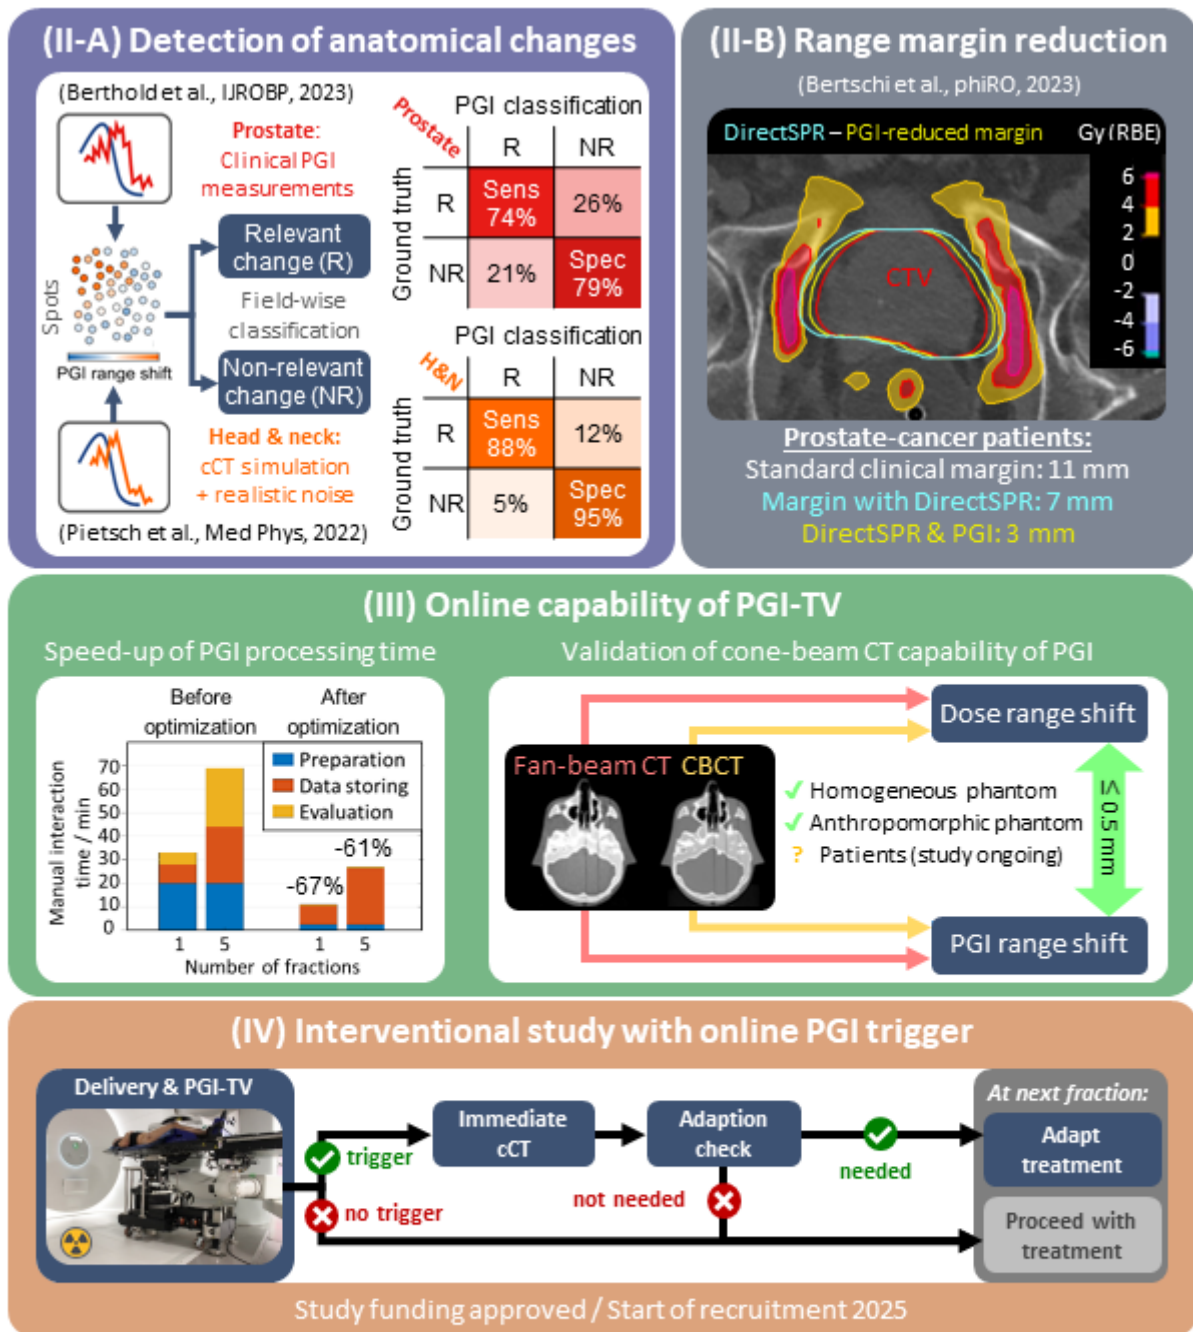 (II-A) Detection of anatomical changes
(Berthold et al., IJROBP, 2023)
Prostate:
Clinical PGI
measurements
Spots
PGI range shift
Relevant
change (R)
Field-wise
classification
Non-relevant
change (NR)
Head & neck:
cCT simulation
+ realistic noise
(Pietsch et al., Med Phys, 2022)
Prostate
PGI classification
R NR
Ground truth
R Sens 74% 26%
NR 21% Spec 79%
H&N
PGI classification
R NR
Ground truth
R Sens 88% 12%
NR 5% Spec 95%
(II-B) Range margin reduction
(Bertschi et al., phiRO, 2023)
DirectSPR – PGI-reduced margin Gy (RBE)
6
4
2
0
-2
-4
-6
CTV
Prostate-cancer patients:
Standard clinical margin: 11 mm
Margin with DirectSPR: 7 mm
DirectSPR & PGI: 3 mm
(III) Online capability of PGI-TV
Speed-up of PGI processing time
Before
optimization
After
optimization
Preparation
Data storing
Evaluation
Manual interaction
time / min
70
60
50
40
30
20
10
0
-67%
-61%
1 5 1 5
Number of fractions
Validation of cone-beam CT capability of PGI
Fan-beam CT CBCT
Dose range shift
✓ Homogeneous phantom
✓ Anthropomorphic phantom
? Patients (study ongoing)
≤ 0.5 mm
PGI range shift
(IV) Interventional study with online PGI trigger
Delivery & PGI-TV
trigger
no trigger
Immediate
cCT
Adaption
check
not needed
needed
At next fraction:
Adapt
treatment
Proceed with
treatment
Study funding approved / Start of recruitment 2025